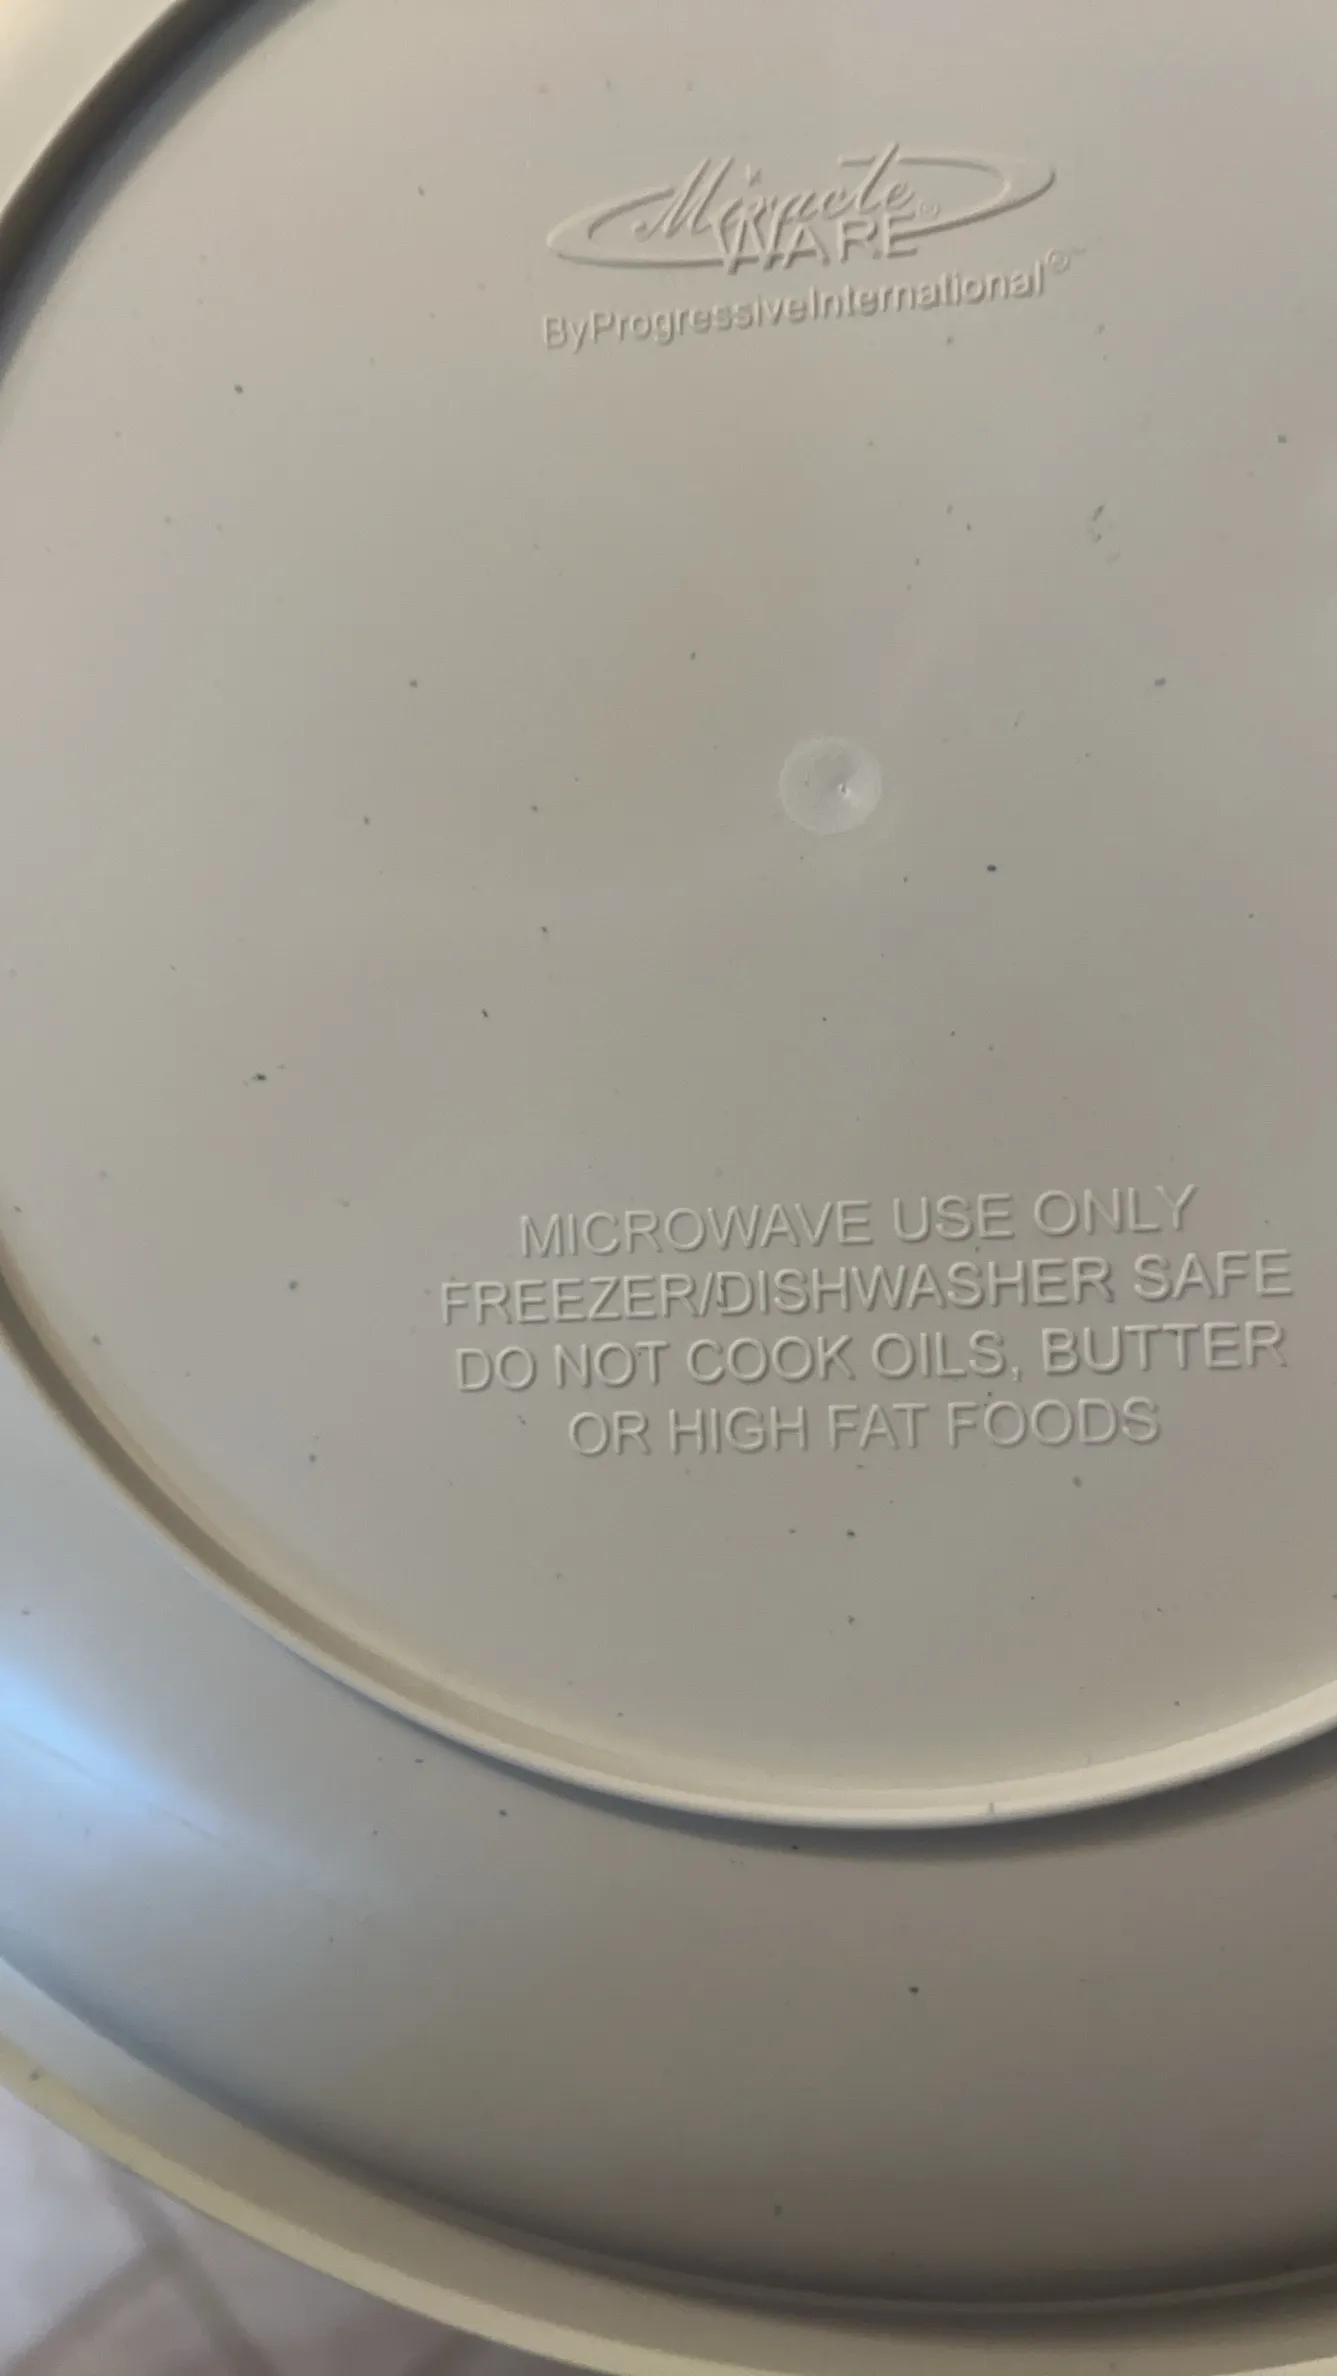 Miracle®
WARE
ByProgressiveInternational®
MICROWAVE USE ONLY
FREEZER/DISHWASHER SAFE
DO NOT COOK OILS, BUTTER
OR HIGH FAT FOODS